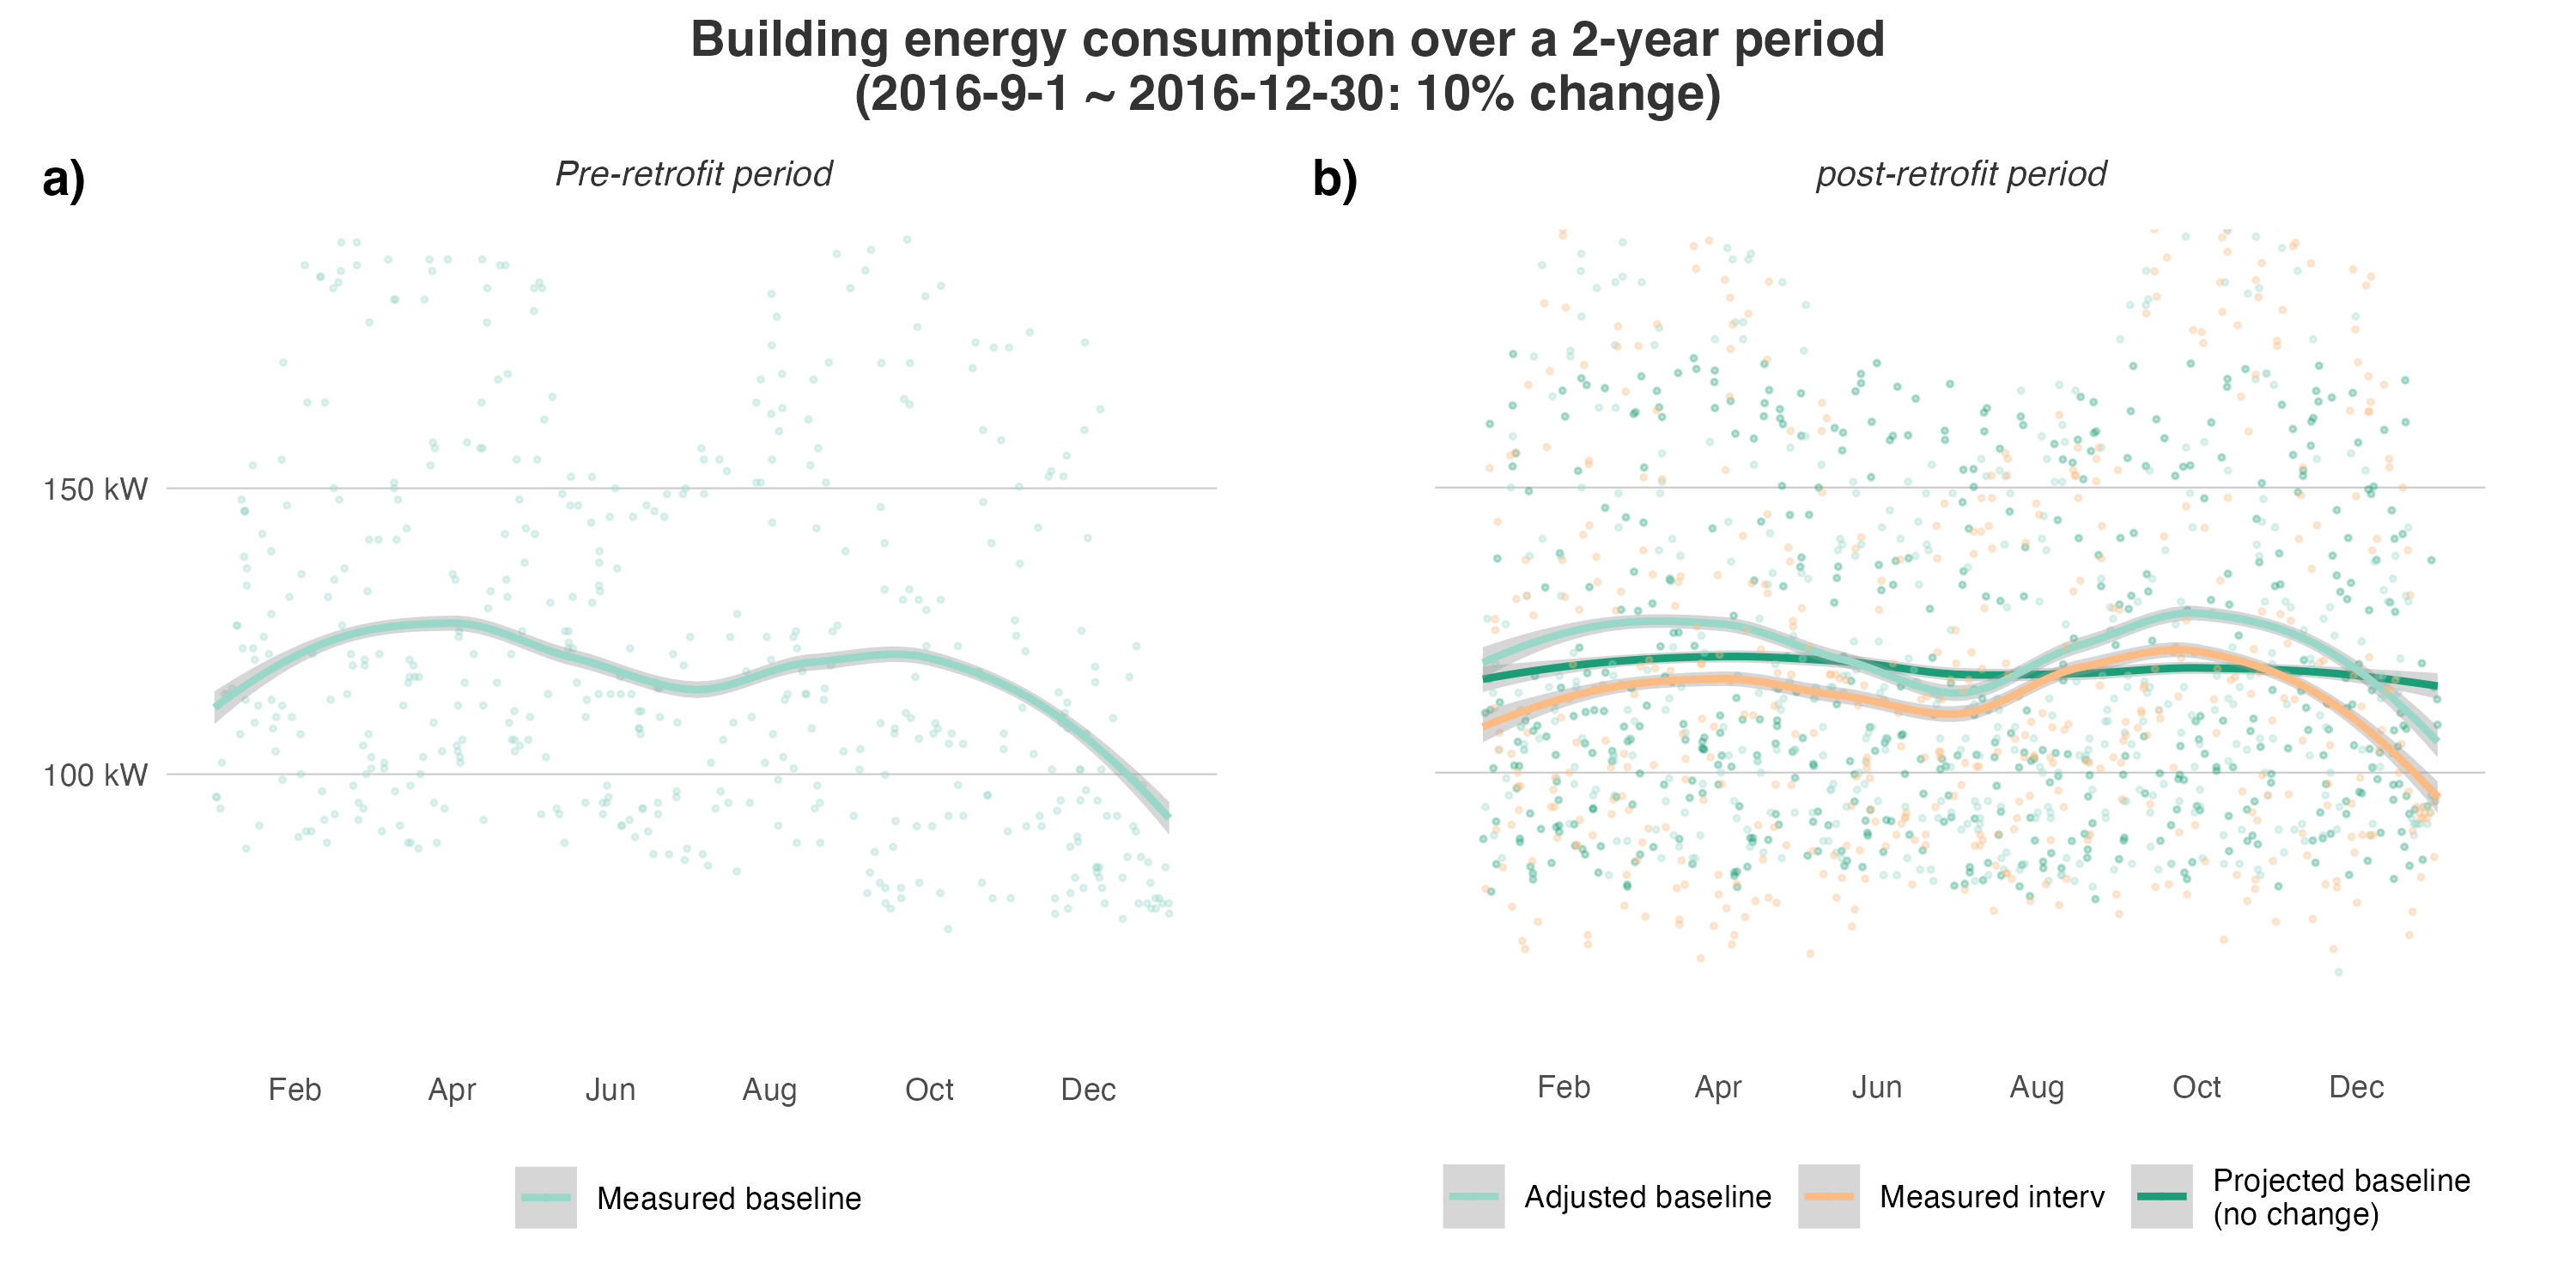 Building energy consumption over a 2-year period
(2016-9-1 ~ 2016-12-30: 10% change)
a)
Pre-retrofit period
150 kW
100 kW
Feb Apr Jun Aug Oct Dec
Measured baseline
b)
post-retrofit period
Feb Apr Jun Aug Oct Dec
Adjusted baseline
Measured interv
Projected baseline
(no change)